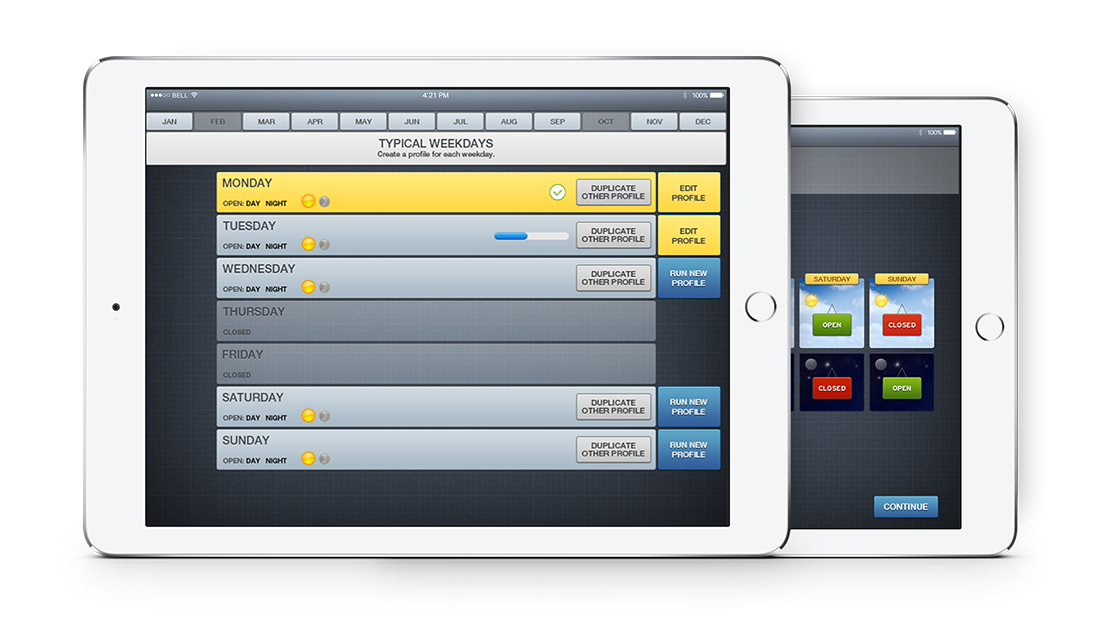 BELL
4:21 PM
100%
JAN FEB MAR APR MAY JUN JUL AUG SEP OCT NOV DEC
TYPICAL WEEKDAYS
Create a profile for each weekday.
MONDAY
OPEN: DAY NIGHT
DUPLICATE
OTHER PROFILE
EDIT
PROFILE
TUESDAY
OPEN: DAY NIGHT
DUPLICATE
OTHER PROFILE
EDIT
PROFILE
WEDNESDAY
OPEN: DAY NIGHT
DUPLICATE
OTHER PROFILE
RUN NEW
PROFILE
THURSDAY
CLOSED
FRIDAY
CLOSED
SATURDAY
OPEN: DAY NIGHT
DUPLICATE
OTHER PROFILE
RUN NEW
PROFILE
SUNDAY
OPEN: DAY NIGHT
DUPLICATE
OTHER PROFILE
RUN NEW
PROFILE
100%
SATURDAY SUNDAY
OPEN CLOSED
CLOSED OPEN
CONTINUE